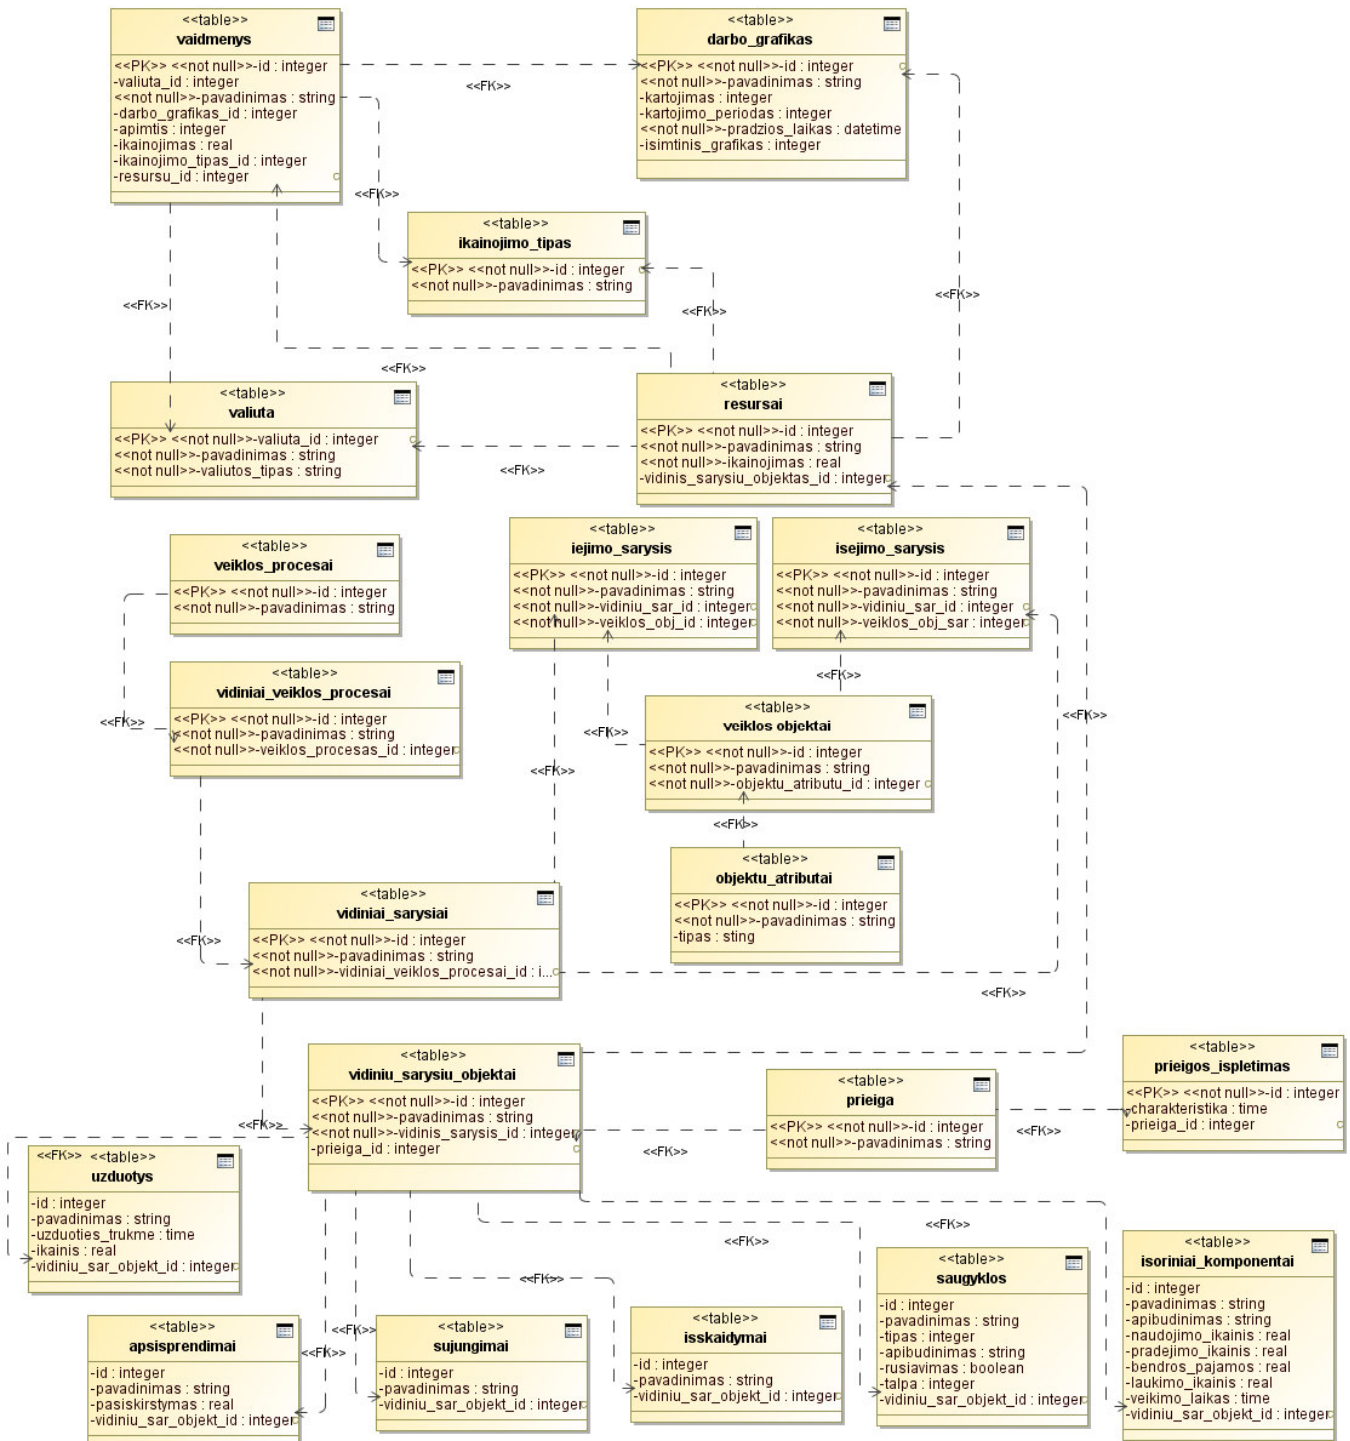 <<table>>
vaidmenys
<<PK>> <<not null>>-id : integer
-valiuta_id : integer
<<not null>>-pavadinimas : string
-darbo_grafikas_id : integer
-apimtis : integer
-ikainojimas : real
-ikainojimo_tipas_id : integer
-resursu_id : integer
<<FK>>
<<table>>
darbo_grafikas
<<PK>> <<not null>>-id : integer
<<not null>>-pavadinimas : string
-kartojimas : integer
-kartojimo_periodas : integer
<<not null>>-pradzios_laikas : datetime
-isimtinis_grafikas : integer
<<FK>>
<<table>>
ikainojimo_tipas
<<PK>> <<not null>>-id : integer
<<not null>>-pavadinimas : string
<<FK>>
<<FK>>
<<FK>>
<<FK>>
<<table>>
valiuta
<<PK>> <<not null>>-valiuta_id : integer
<<not null>>-pavadinimas : string
<<not null>>-valiutos_tipas : string
<<FK>>
<<table>>
resursai
<<PK>> <<not null>>-id : integer
<<not null>>-pavadinimas : string
<<not null>>-ikainojimas : real
-vidinis_sarysiu_objektas_id : integer
<<table>>
veiklos_procesai
<<PK>> <<not null>>-id : integer
<<not null>>-pavadinimas : string
<<table>>
iejimo_sarysis
<<PK>> <<not null>>-id : integer
<<not null>>-pavadinimas : string
<<not null>>-vidiniu_sar_id : integer
<<not null>>-veiklos_obj_id : integer
<<table>>
isejimo_sarysis
<<PK>> <<not null>>-id : integer
<<not null>>-pavadinimas : string
<<not null>>-vidiniu_sar_id : integer
<<not null>>-veiklos_obj_sar : integer
<<FK>>
<<table>>
vidiniai_veiklos_procesai
<<PK>> <<not null>>-id : integer
<<not null>>-pavadinimas : string
<<not null>>-veiklos_procesas_id : integer
<<FK>>
<<FK>>
<<FK>>
<<FK>>
<<table>>
veiklos objektai
<<PK>> <<not null>>-id : integer
<<not null>>-pavadinimas : string
<<not null>>-objektu_atributu_id : integer
<<FK>>
<<FK>>
<<table>>
objektu_atributai
<<PK>> <<not null>>-id : integer
<<not null>>-pavadinimas : string
-tipas : sting
<<table>>
vidiniai_sarysiai
<<PK>> <<not null>>-id : integer
<<not null>>-pavadinimas : string
<<not null>>-vidiniai_veiklos_procesai_id : i...
<<FK>>
<<FK>>
<<table>>
vidiniu_sarysiu_objektai
<<PK>> <<not null>>-id : integer
<<not null>>-pavadinimas : string
<<not null>>-vidinis_sarysis_id : integer
-prieiga_id : integer
<<FK>>
<<table>>
prieiga
<<PK>> <<not null>>-id : integer
<<not null>>-pavadinimas : string
<<FK>>
<<table>>
prieigos_ispletimas
<<PK>> <<not null>>-id : integer
-charakteristika : time
-prieiga_id : integer
<<FK>>
<<table>>
uzduotys
-id : integer
-pavadinimas : string
-uzduoties_trukme : time
-ikainis : real
-vidiniu_sar_objekt_id : integer
<<FK>>
<<FK>>
<<FK>>
<<FK>>
<<FK>>
<<table>>
apsisprendimai
-id : integer
-pavadinimas : string
-pasiskirstymas : real
-vidiniu_sar_objekt_id : integer
<<FK>>
<<table>>
sujungimai
-id : integer
-pavadinimas : string
-vidiniu_sar_objekt_id : integer
<<table>>
isskaidymai
-id : integer
-pavadinimas : string
-vidiniu_sar_objekt_id : integer
<<table>>
saugyklos
-id : integer
-pavadinimas : string
-tipas : integer
-apibudinimas : string
-rusiavimas : boolean
-talpa : integer
-vidiniu_sar_objekt_id : integer
<<table>>
isoriniai_komponentai
-id : integer
-pavadinimas : string
-apibudinimas : string
-naudojimo_ikainis : real
-pradejimo_ikainis : real
-bendros_pajamos : real
-laukimo_ikainis : real
-veikimo_laikas : time
-vidiniu_sar_objekt_id : integer